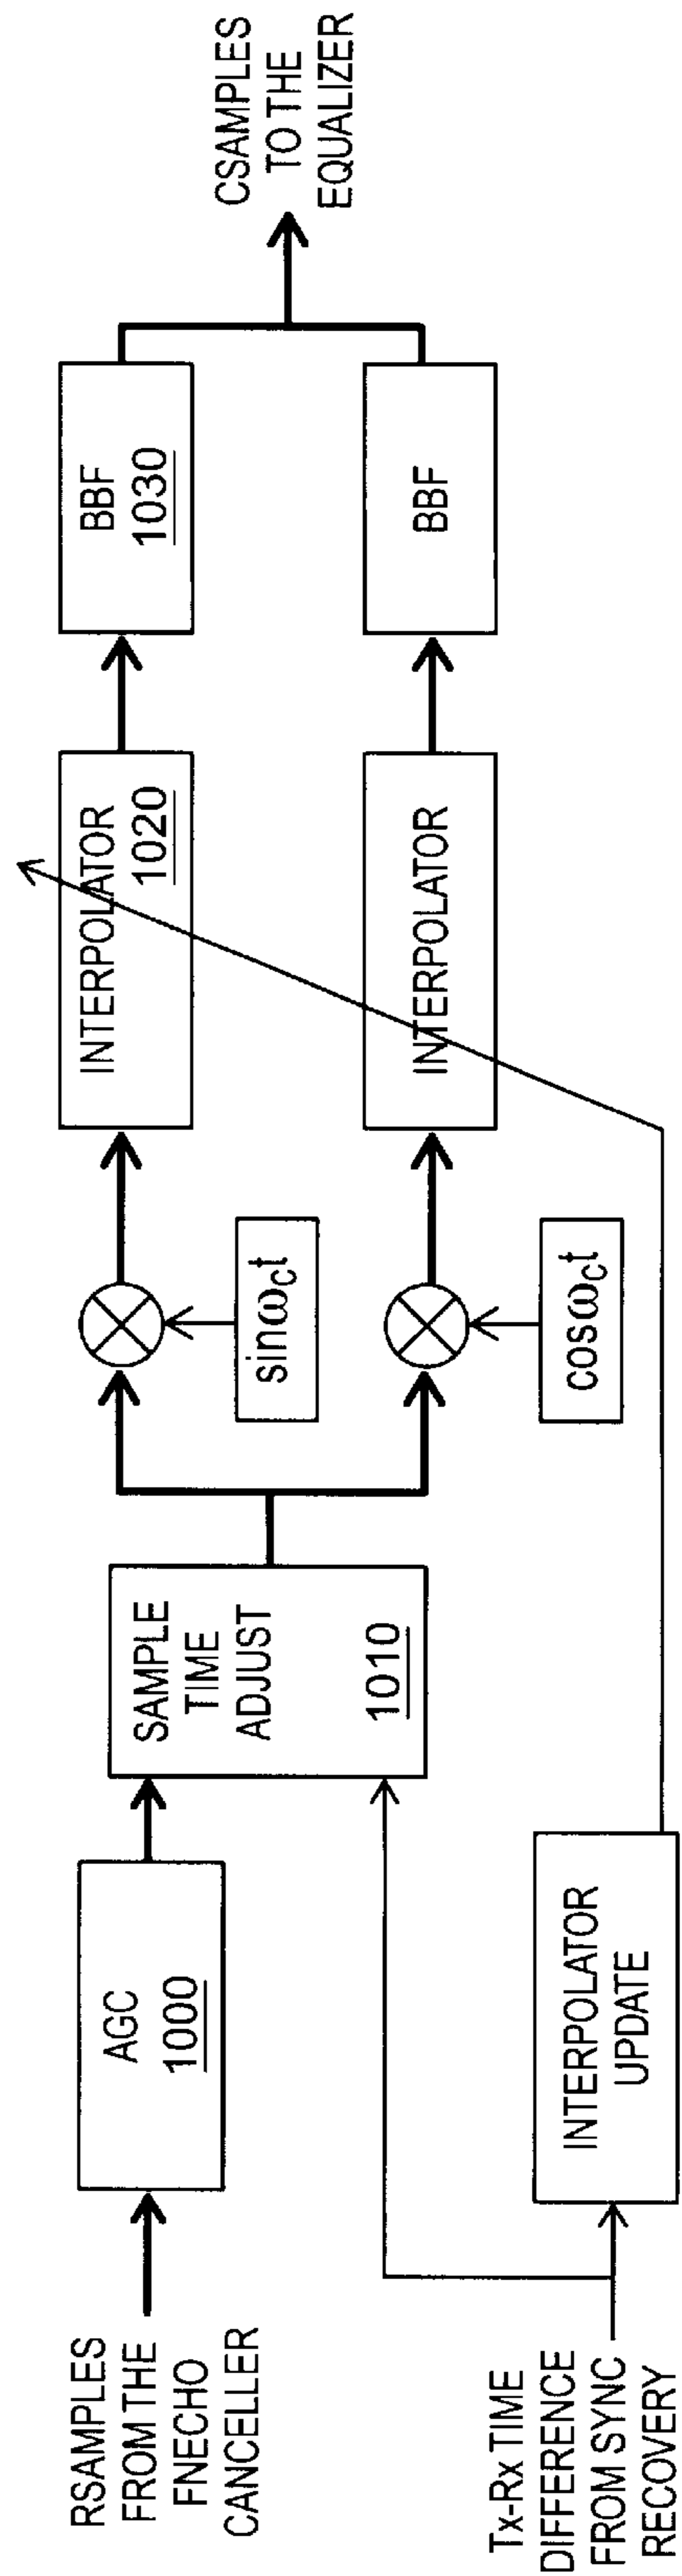 RSAMPLES
FROM THE
FNECHO
CANCELLER
AGC
1000
SAMPLE
TIME
ADJUST
1010
sinωct
INTERPOLATOR
1020
BBF
1030
CSAMPLES
TO THE
EQUALIZER
cosωct
INTERPOLATOR
BBF
Tx-Rx TIME
DIFFERENCE
FROM SYNC
RECOVERY
INTERPOLATOR
UPDATE